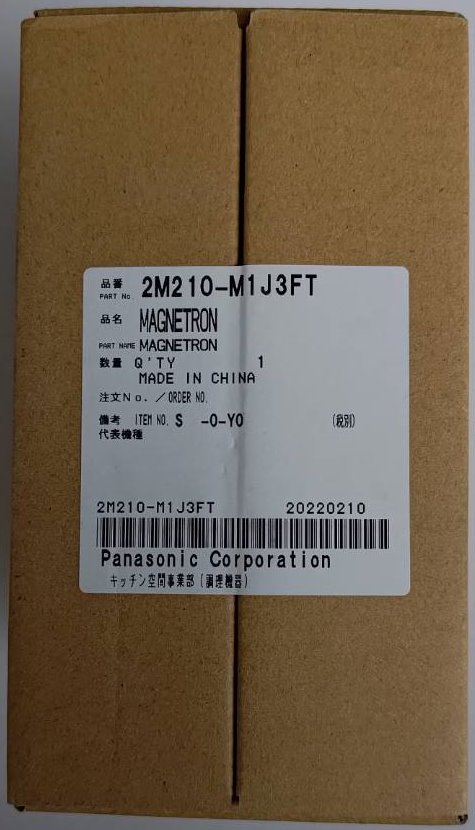 品番 PART No 2M210-M1J3FT
品名 MAGNETRON
PART NAME MAGNETRON
数量 Q'TY 1
MADE IN CHINA
注文No. / ORDER NO.
備考 ITEM NO. S -0-Y0 (税別)
代表機種
2M210-M1J3FT 20220210
Panasonic Corporation
キッチン空間事業部(調理機器)